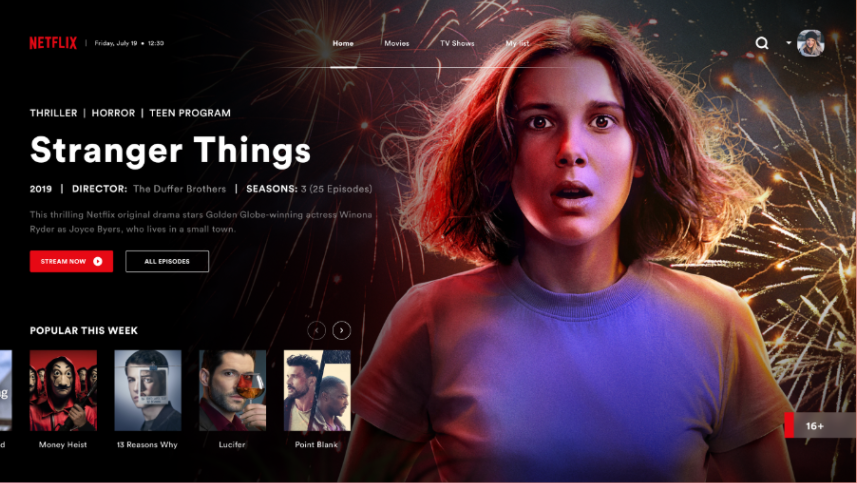 NETFLIX | Friday, July 19 • 12:30
Home Movies TV Shows My list
THRILLER | HORROR | TEEN PROGRAM
Stranger Things
2019 | DIRECTOR: The Duffer Brothers | SEASONS: 3 (25 Episodes)
This thrilling Netflix original drama stars Golden Globe-winning actress Winona
Ryder as Joyce Byers, who lives in a small town.
STREAM NOW ALL EPISODES
POPULAR THIS WEEK
g
d Money Heist 13 Reasons Why Lucifer Point Blank
16+